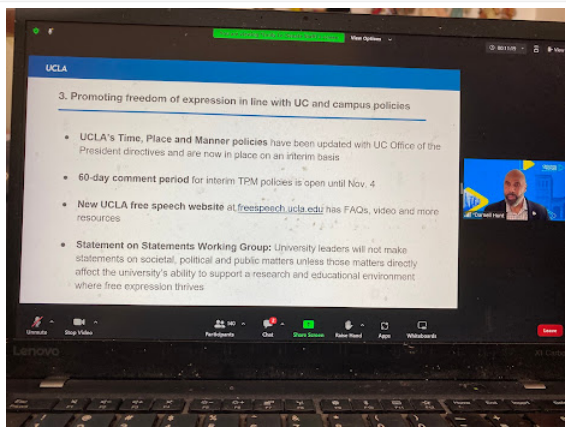 View Options
00:11:11
View
UCLA
3. Promoting freedom of expression in line with UC and campus policies
• UCLA's Time, Place and Manner policies have been updated with UC Office of the
President directives and are now in place on an interim basis
• 60-day comment period for interim TPM policies is open until Nov. 4
• New UCLA free speech website at freespeech.ucla.edu has FAQs, video and more
resources
• Statement on Statements Working Group: University leaders will not make
statements on societal, political and public matters unless those matters directly
affect the university's ability to support a research and educational environment
where free expression thrives
Darnell Hunt
Unmute
Stop Video
Participants
140
Chat
2
Share Screen
Raise Hand
Apps
Whiteboards
Leave
Lenovo